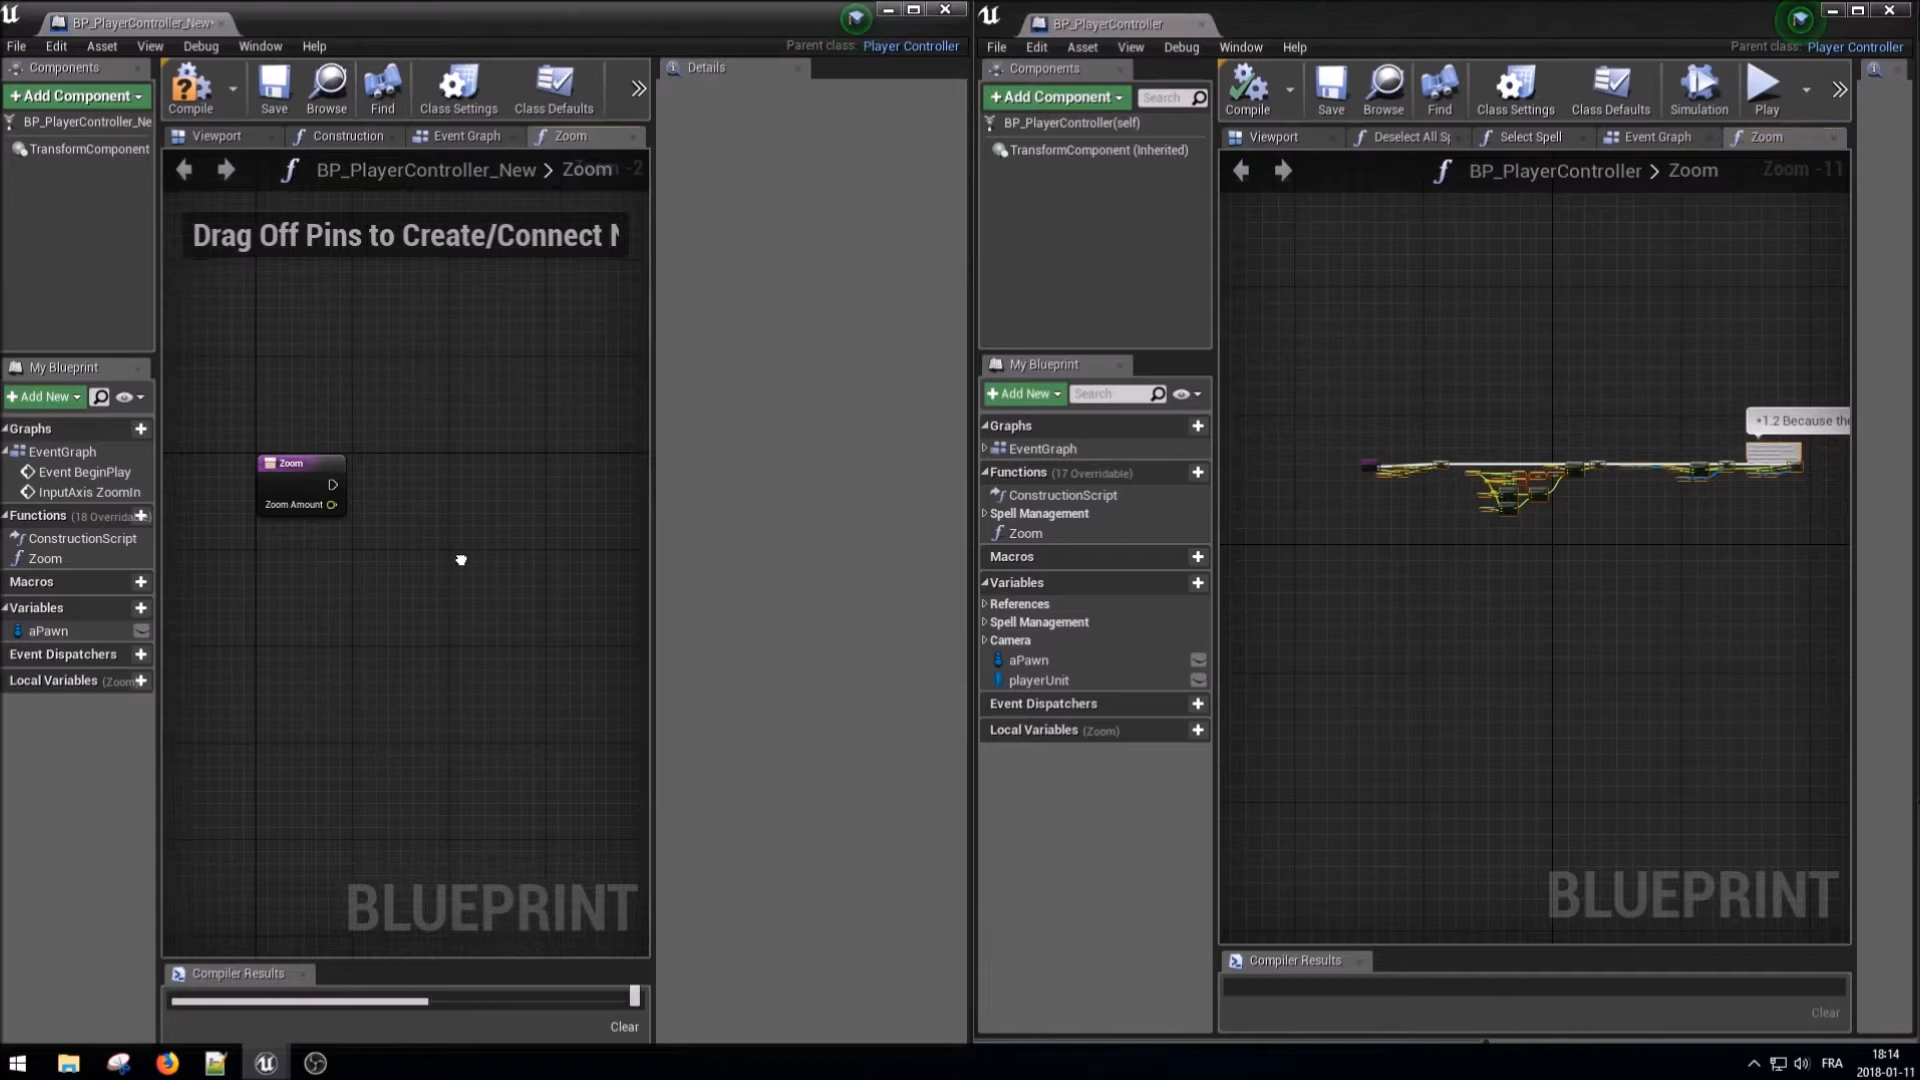 BP_PlayerController_New*
File Edit Asset View Debug Window Help
Parent class: Player Controller
Components
+Add Component
BP_PlayerController_Ne
TransformComponent
Compile
Save
Browse
Find
Class Settings
Class Defaults
Details
Viewport
Construction
Event Graph
Zoom
BP_PlayerController_New > Zoom
Zoom -2
Drag Off Pins to Create/Connect N
Zoom
Zoom Amount
My Blueprint
+Add New
Graphs
EventGraph
Event BeginPlay
InputAxis ZoomIn
Functions (18 Overridable)
ConstructionScript
Zoom
Macros
Variables
aPawn
Event Dispatchers
Local Variables (Zoom)
BLUEPRINT
Compiler Results
Clear
BP_PlayerController
File Edit Asset View Debug Window Help
Parent class: Player Controller
Components
+Add Component
Search
BP_PlayerController(self)
TransformComponent (Inherited)
Compile
Save
Browse
Find
Class Settings
Class Defaults
Simulation
Play
Viewport
Deselect All Sp
Select Spell
Event Graph
Zoom
BP_PlayerController > Zoom
Zoom -11
•1.2 Because the
My Blueprint
+Add New
Search
Graphs
EventGraph
Functions (17 Overridable)
ConstructionScript
Spell Management
Zoom
Macros
Variables
References
Spell Management
Camera
aPawn
playerUnit
Event Dispatchers
Local Variables (Zoom)
BLUEPRINT
Compiler Results
Clear
FRA
18:14
2018-01-11